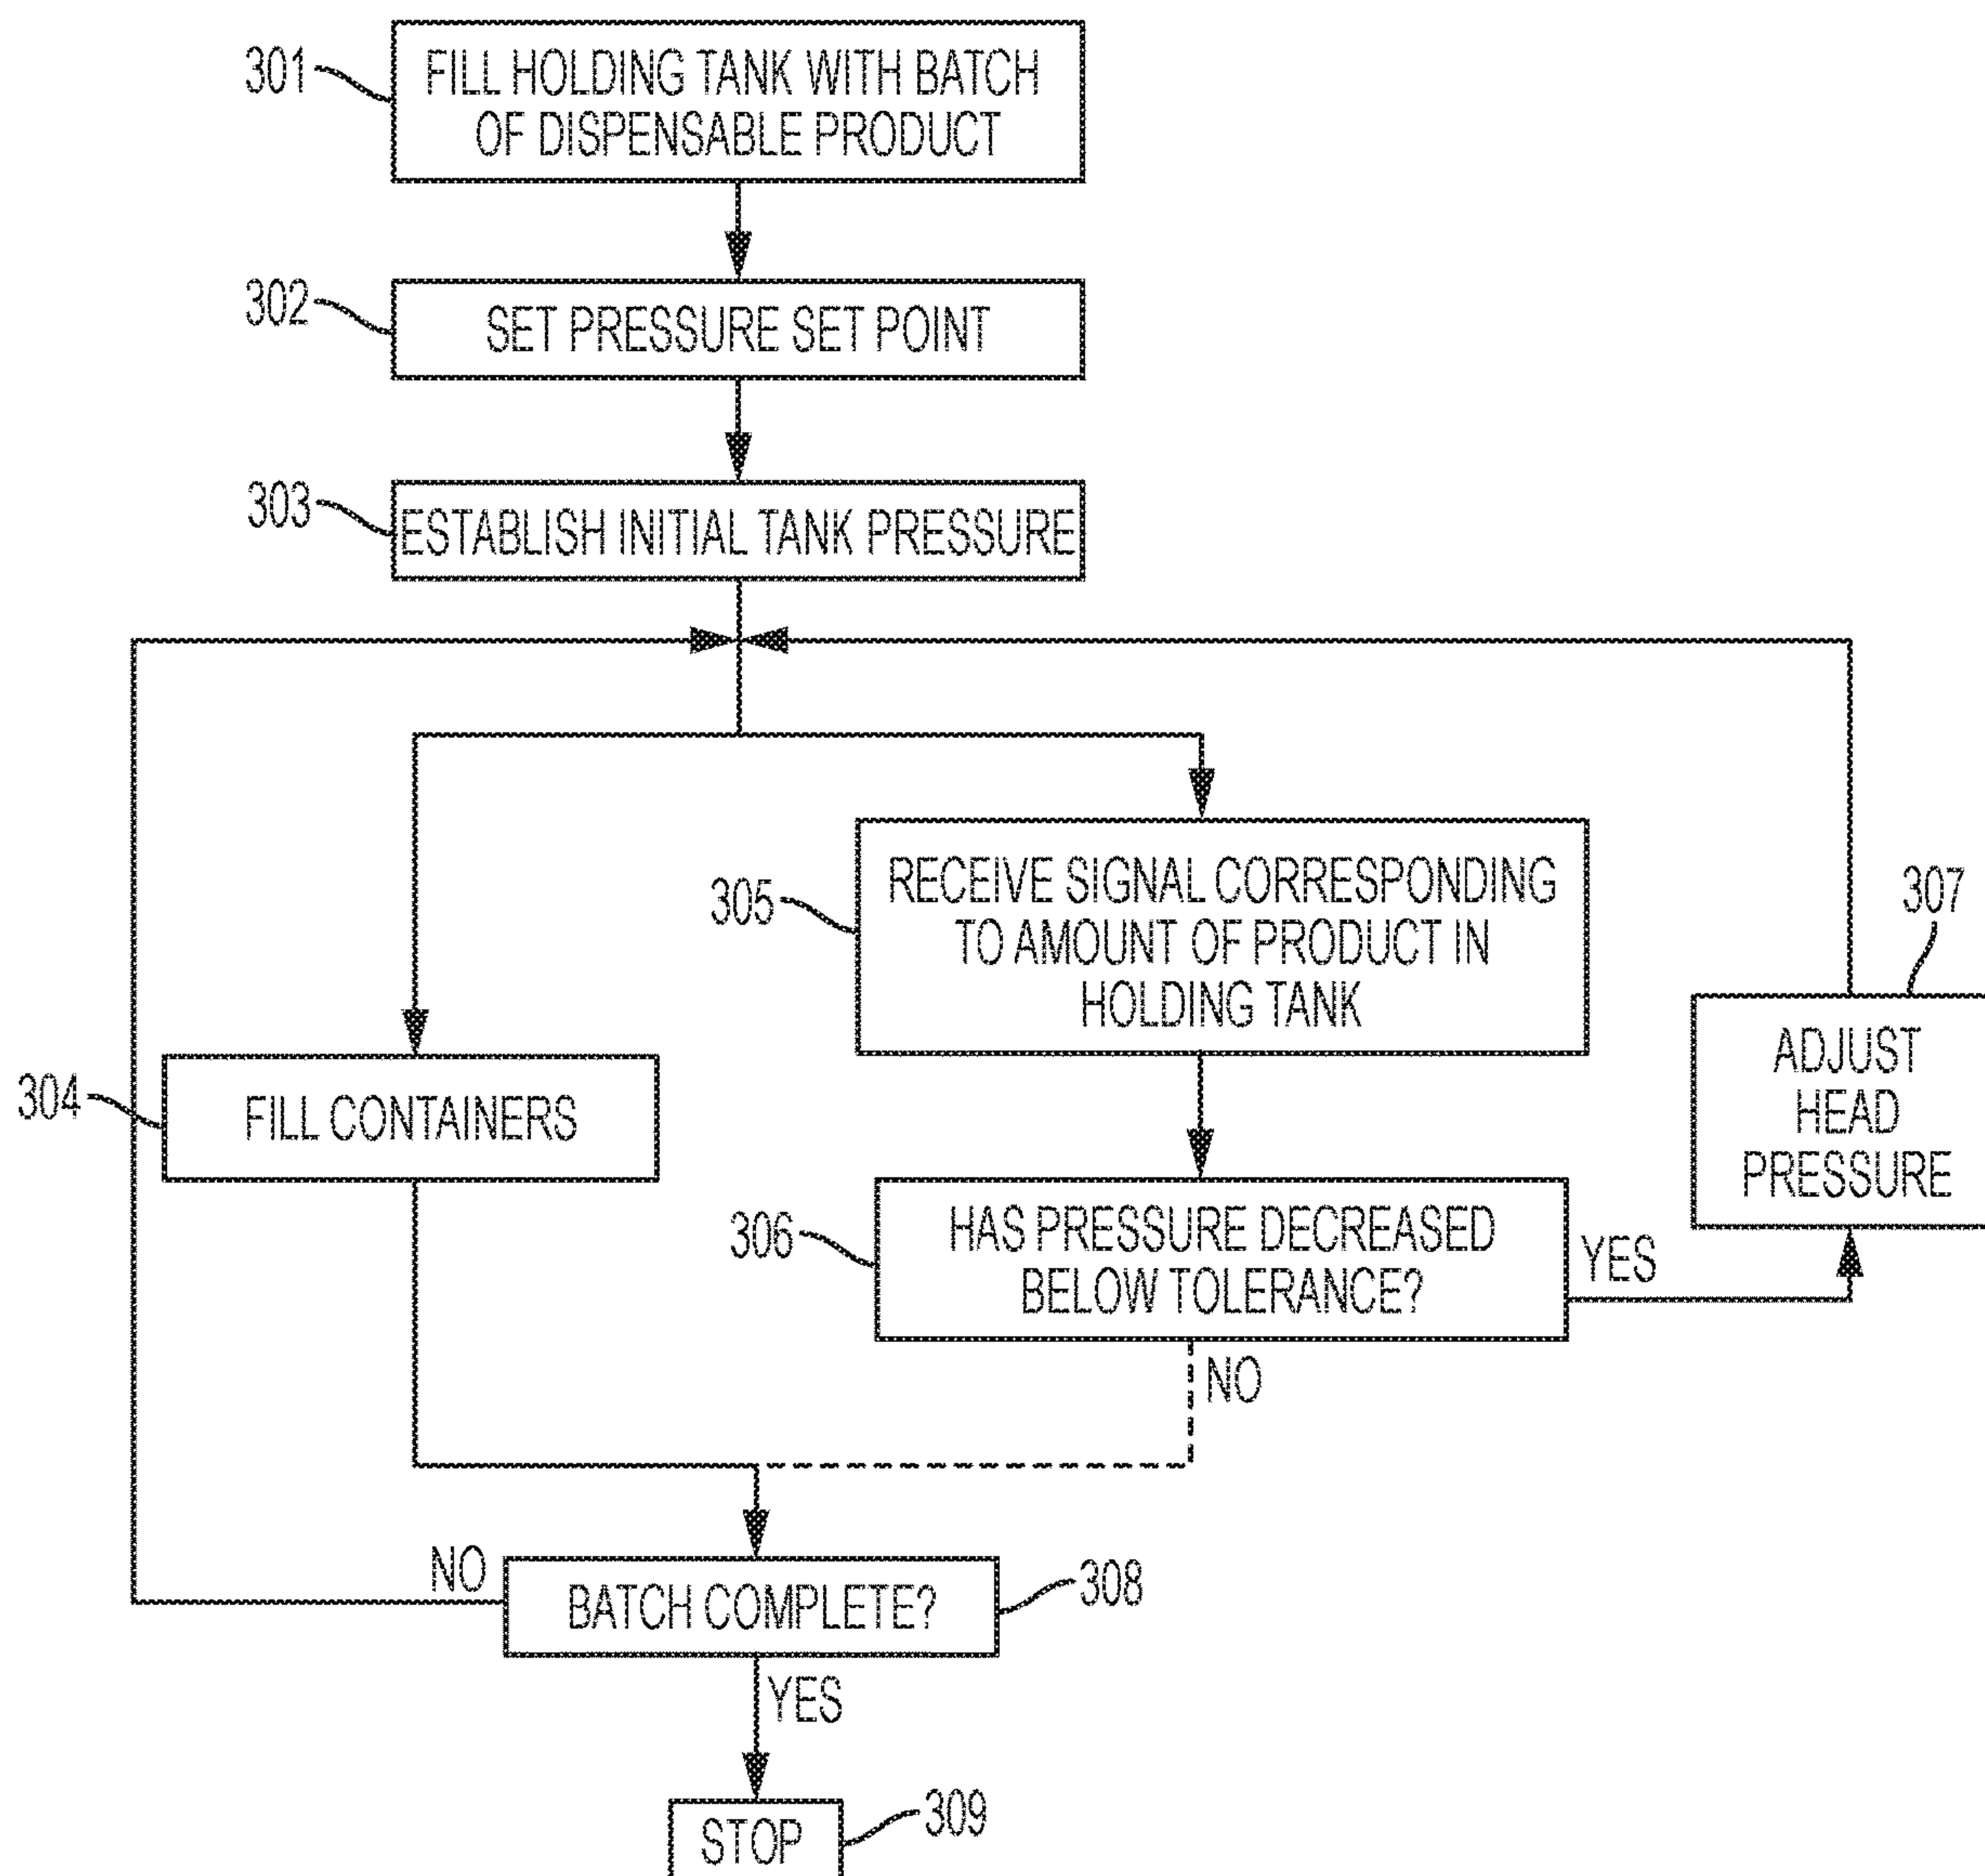 301
FILL HOLDING TANK WITH BATCH
OF DISPENSABLE PRODUCT
302
SET PRESSURE SET POINT
303
ESTABLISH INITIAL TANK PRESSURE
304
FILL CONTAINERS
305
RECEIVE SIGNAL CORRESPONDING
TO AMOUNT OF PRODUCT IN
HOLDING TANK
306
HAS PRESSURE DECREASED
BELOW TOLERANCE?
YES
NO
307
ADJUST
HEAD
PRESSURE
NO
BATCH COMPLETE?
308
YES
STOP
309